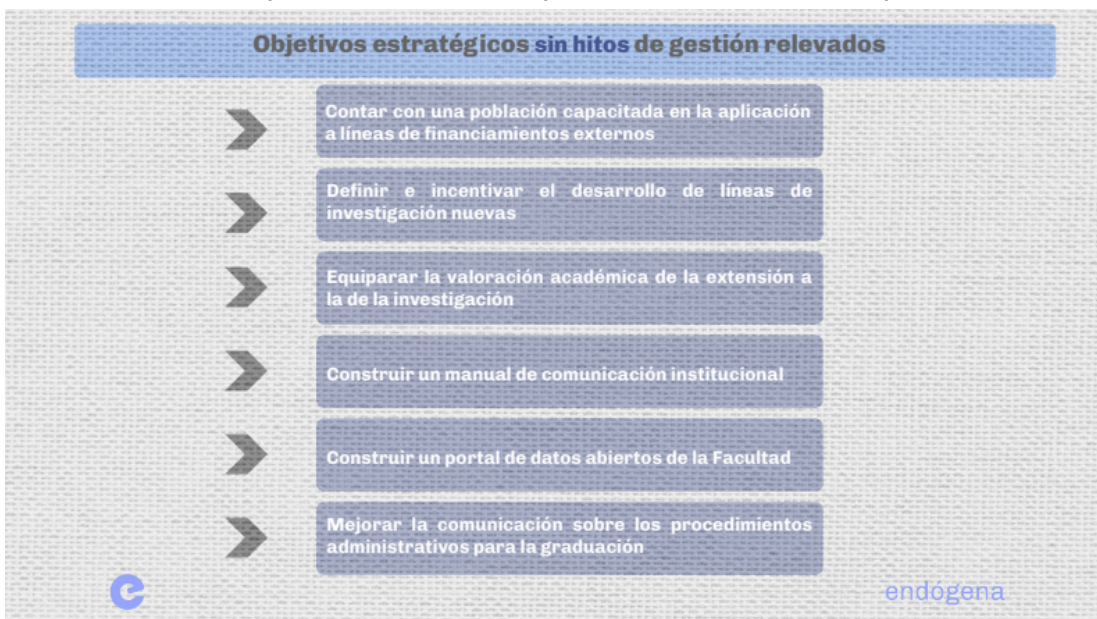 Objetivos estratégicos sin hitos de gestión relevados
Contar con una población capacitada en la aplicación
a líneas de financiamientos externos
Definir e incentivar el desarrollo de líneas de
investigación nuevas
Equiparar la valoración académica de la extensión a
la de la investigación
Construir un manual de comunicación institucional
Construir un portal de datos abiertos de la Facultad
Mejorar la comunicación sobre los procedimientos
administrativos para la graduación
e
endógena